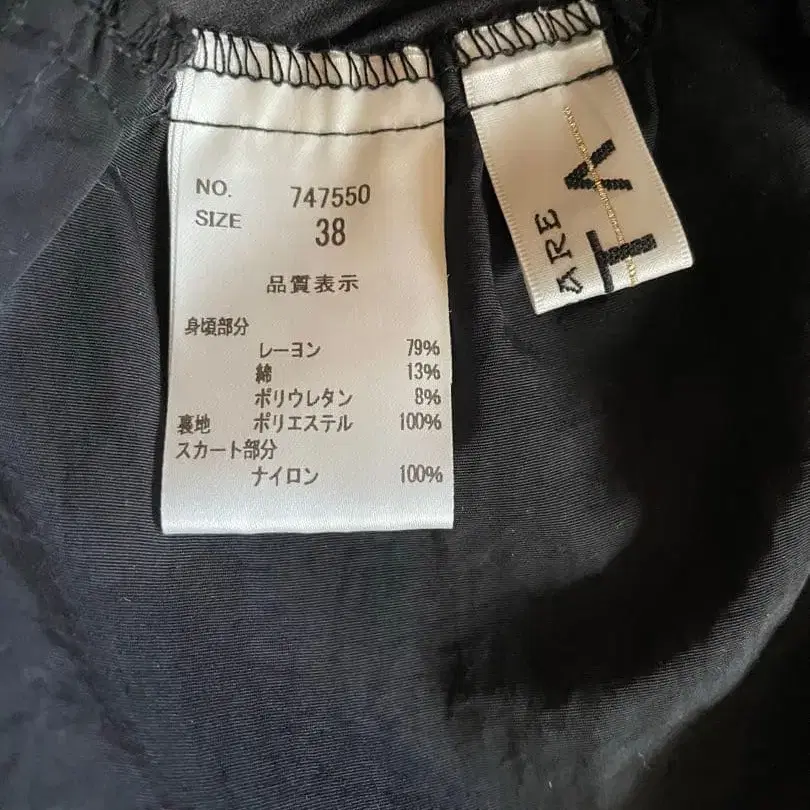 NO. 747550
SIZE 38
品質表示
身頃部分
レーヨン 79%
綿 13%
ポリウレタン 8%
裏地 ポリエステル 100%
スカート部分
ナイロン 100%
ARE
TA